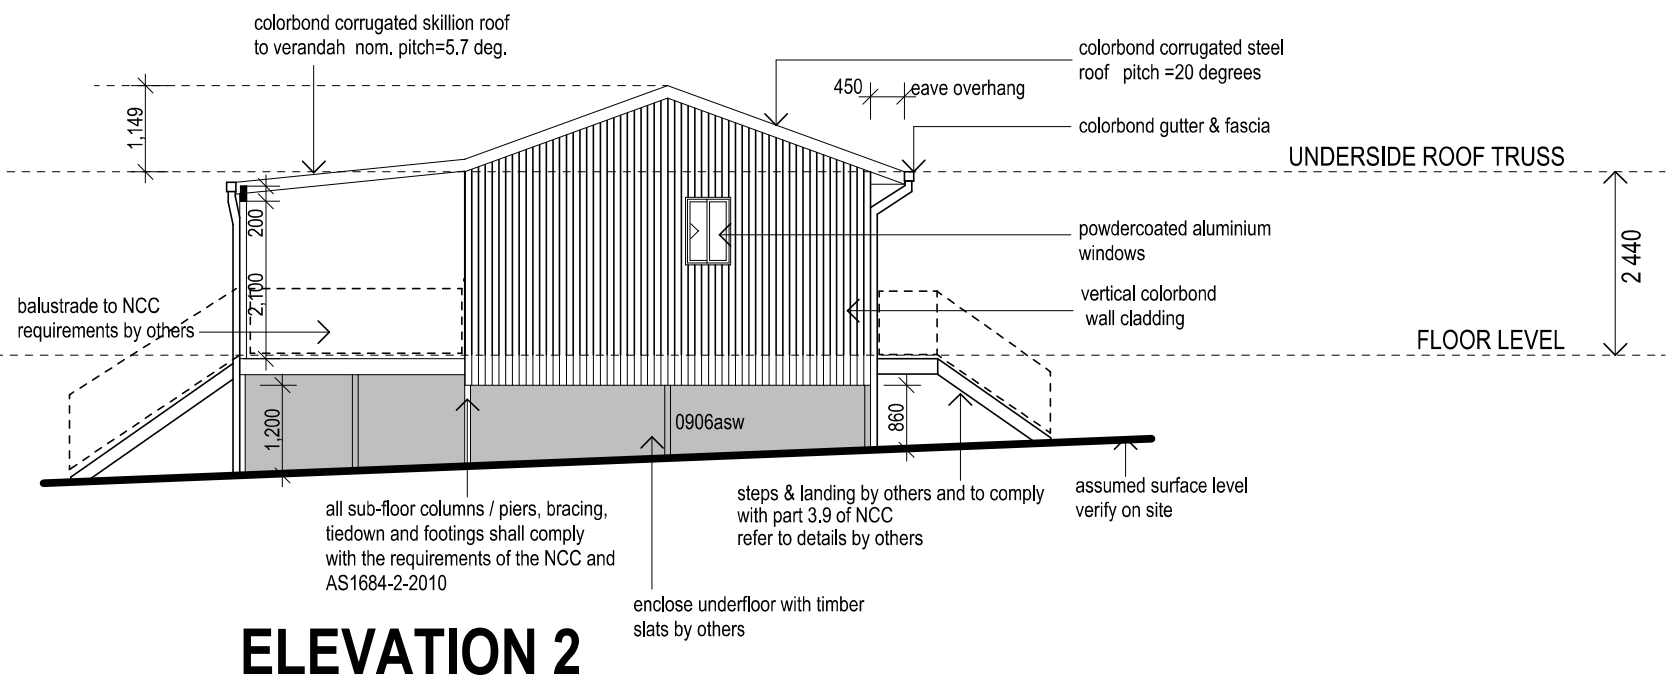 colorbond corrugated skillion roof
to verandah nom. pitch=5.7 deg.
colorbond corrugated steel
roof pitch =20 degrees
450
eave overhang
1,149
colorbond gutter & fascia
UNDERSIDE ROOF TRUSS
200
powdercoated aluminium
windows
2 440
2,100
balustrade to NCC
requirements by others
vertical colorbond
wall cladding
FLOOR LEVEL
1,200
0906asw
860
all sub-floor columns / piers, bracing,
tiedown and footings shall comply
with the requirements of the NCC and
AS1684-2-2010
steps & landing by others and to comply
with part 3.9 of NCC
refer to details by others
assumed surface level
verify on site
enclose underfloor with timber
slats by others
ELEVATION 2